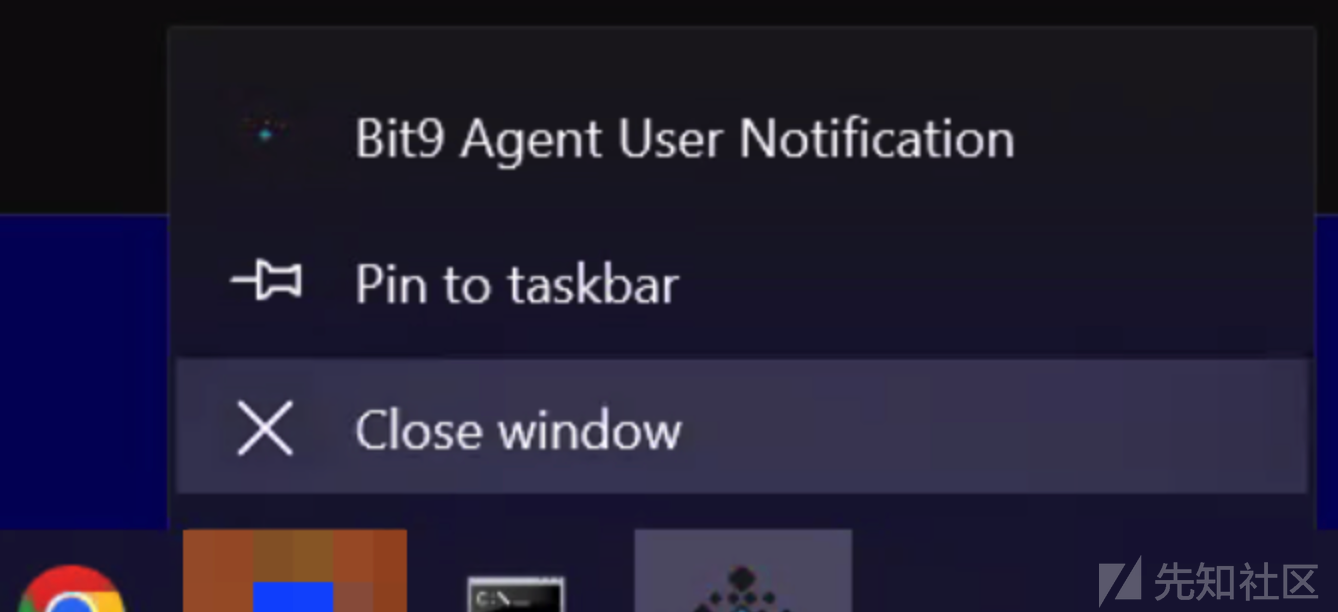 Bit9 Agent User Notification
Pin to taskbar
Close window
C:\_
先知社区